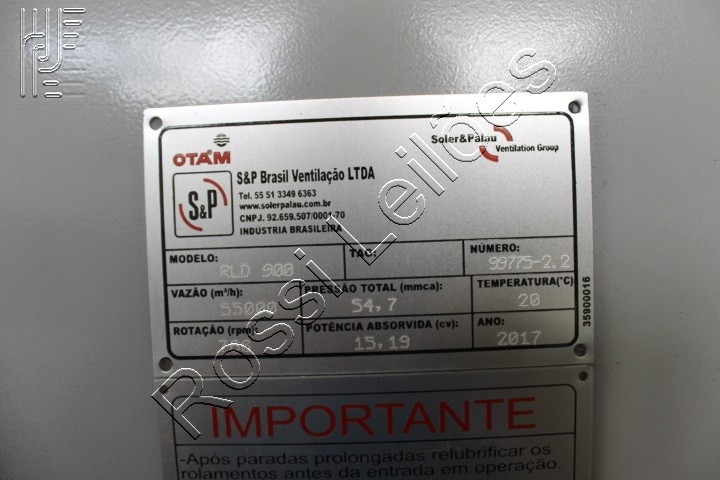 OTAM
Soler&Palau
Ventilation Group
S&P
S&P Brasil Ventilação LTDA
Tel. 55 51 3349 6363
www.solerpalau.com.br
CNPJ. 92.659.507/0001-70
INDÚSTRIA BRASILEIRA
MODELO: RLD 900 TAG: NÚMERO: 99775-2.2
VAZÃO (m³/h): 55000 PRESSÃO TOTAL (mmca): 54,7 TEMPERATURA(°C) 20
ROTAÇÃO (rpm): POTÊNCIA ABSORVIDA (cv): 15,19 ANO: 2017
35900016
IMPORTANTE
-Após paradas prolongadas relubrificar os
rolamentos antes da entrada em operação.
Rossi Leilões